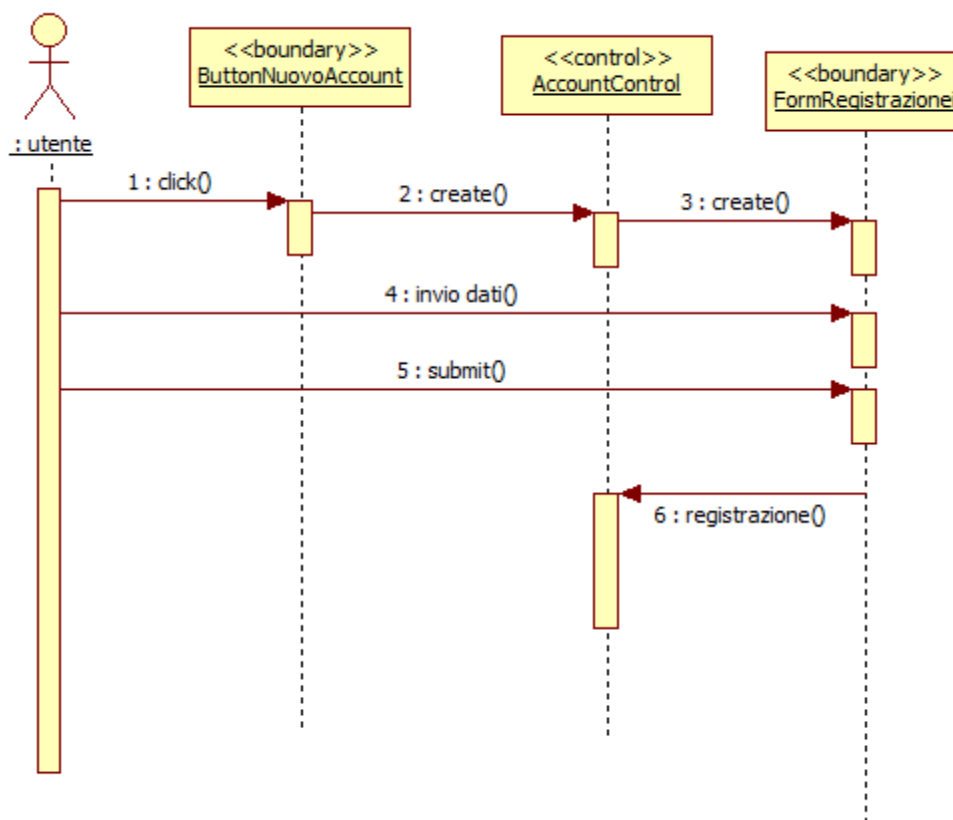 <<boundary>>
ButtonNuovoAccount
<<control>>
AccountControl
<<boundary>>
FormRegistrazionei
: utente
1 : click()
2 : create()
3 : create()
4 : invio dati()
5 : submit()
6 : registrazione()